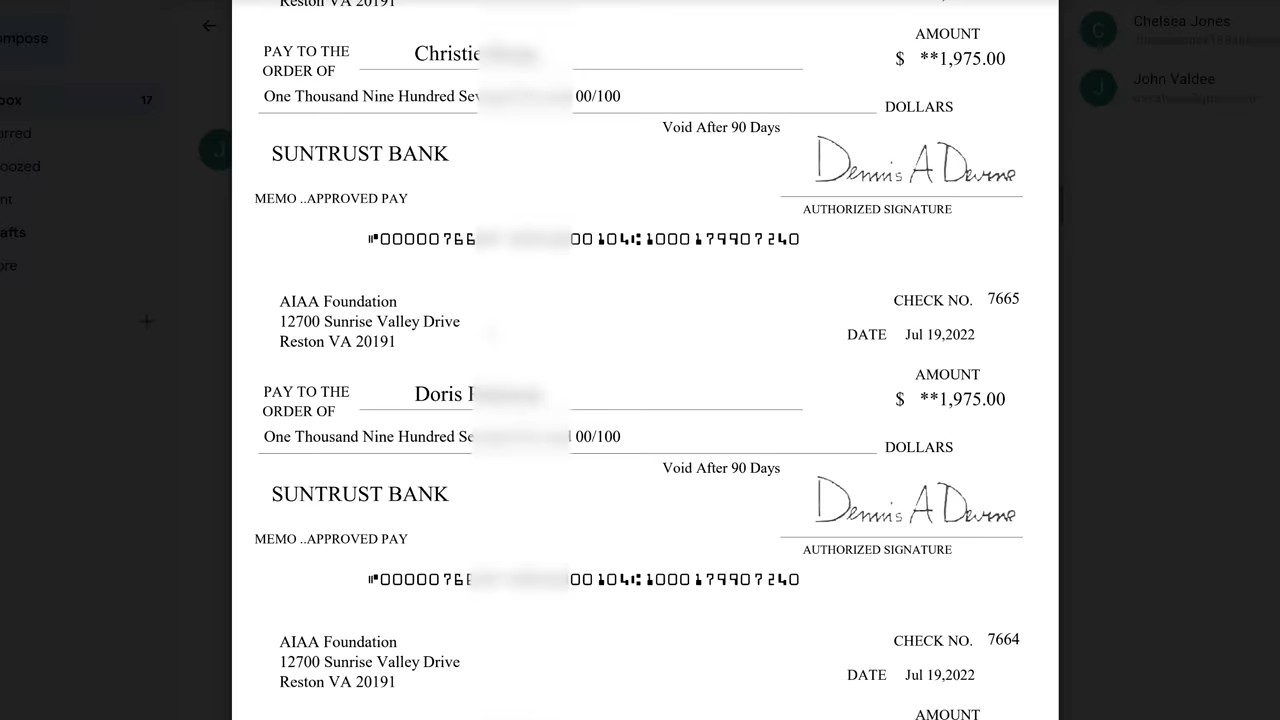 Reston VA 20191
AMOUNT
PAY TO THE
ORDER OF
Christie
$ **1,975.00
One Thousand Nine Hundred 00/100
DOLLARS
Void After 90 Days
SUNTRUST BANK
Dennis A Devine
MEMO ..APPROVED PAY
AUTHORIZED SIGNATURE
AIAA Foundation
12700 Sunrise Valley Drive
Reston VA 20191
CHECK NO. 7665
DATE Jul 19,2022
AMOUNT
PAY TO THE
ORDER OF
Doris
$ **1,975.00
One Thousand Nine Hundred 00/100
DOLLARS
Void After 90 Days
SUNTRUST BANK
Dennis A Devine
MEMO ..APPROVED PAY
AUTHORIZED SIGNATURE
AIAA Foundation
12700 Sunrise Valley Drive
Reston VA 20191
CHECK NO. 7664
DATE Jul 19,2022
AMOUNT
ompose
box 17
arred
oozed
nt
afts
ore
J
C Chelsea Jones
J John Valdee